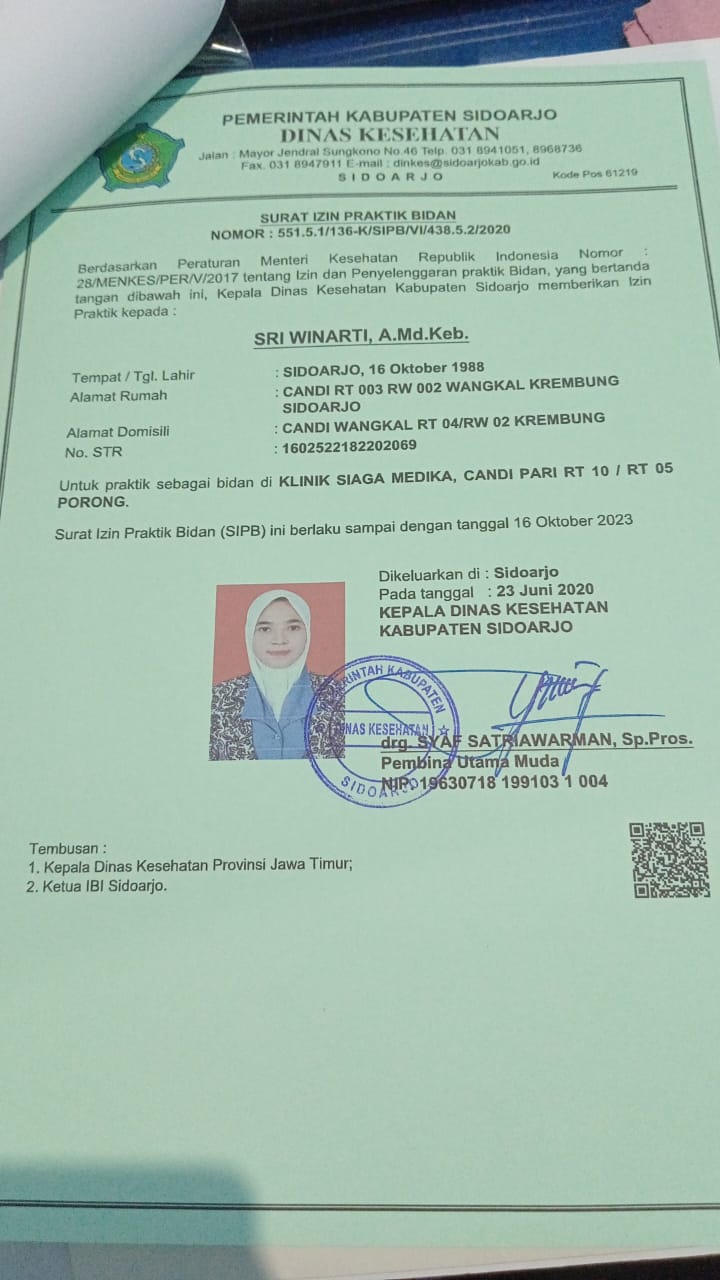 PEMERINTAH KABUPATEN SIDOARJO
DINAS KESEHATAN
Jalan : Mayor Jendral Sungkono No.46 Telp. 031 8941051, 8968736
Fax. 031 8947911 E-mail : dinkes@sidoarjokab.go.id
S I D O A R J O
Kode Pos 61219
SURAT IZIN PRAKTIK BIDAN
NOMOR : 551.5.1/136-K/SIPB/VI/438.5.2/2020
Berdasarkan Peraturan Menteri Kesehatan Republik Indonesia Nomor :
28/MENKES/PER/V/2017 tentang Izin dan Penyelenggaran praktik Bidan, yang bertanda
tangan dibawah ini, Kepala Dinas Kesehatan Kabupaten Sidoarjo memberikan Izin
Praktik kepada :
SRI WINARTI, A.Md.Keb.
Tempat / Tgl. Lahir : SIDOARJO, 16 Oktober 1988
Alamat Rumah : CANDI RT 003 RW 002 WANGKAL KREMBUNG
SIDOARJO
Alamat Domisili : CANDI WANGKAL RT 04/RW 02 KREMBUNG
No. STR : 1602522182202069
Untuk praktik sebagai bidan di KLINIK SIAGA MEDIKA, CANDI PARI RT 10 / RT 05
PORONG.
Surat Izin Praktik Bidan (SIPB) ini berlaku sampai dengan tanggal 16 Oktober 2023
Dikeluarkan di : Sidoarjo
Pada tanggal : 23 Juni 2020
KEPALA DINAS KESEHATAN
KABUPATEN SIDOARJO
drg. SYAF SATRIAWARMAN, Sp.Pros.
Pembina Utama Muda
NIP. 19630718 199103 1 004
Tembusan :
1. Kepala Dinas Kesehatan Provinsi Jawa Timur;
2. Ketua IBI Sidoarjo.